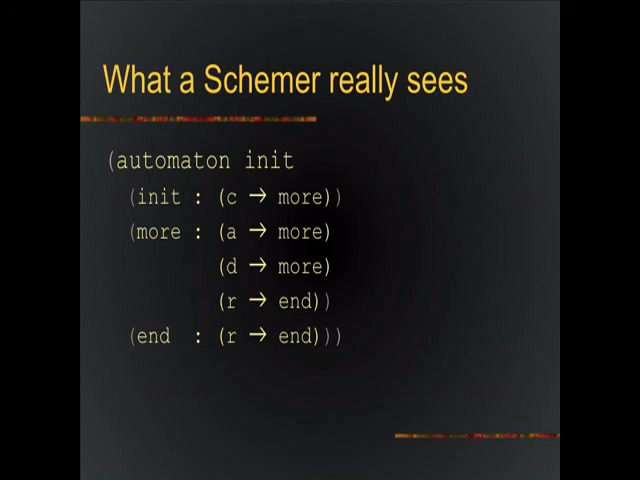 What a Schemer really sees
(automaton init
(init : (c → more))
(more : (a → more)
(d → more)
(r → end))
(end : (r → end)))